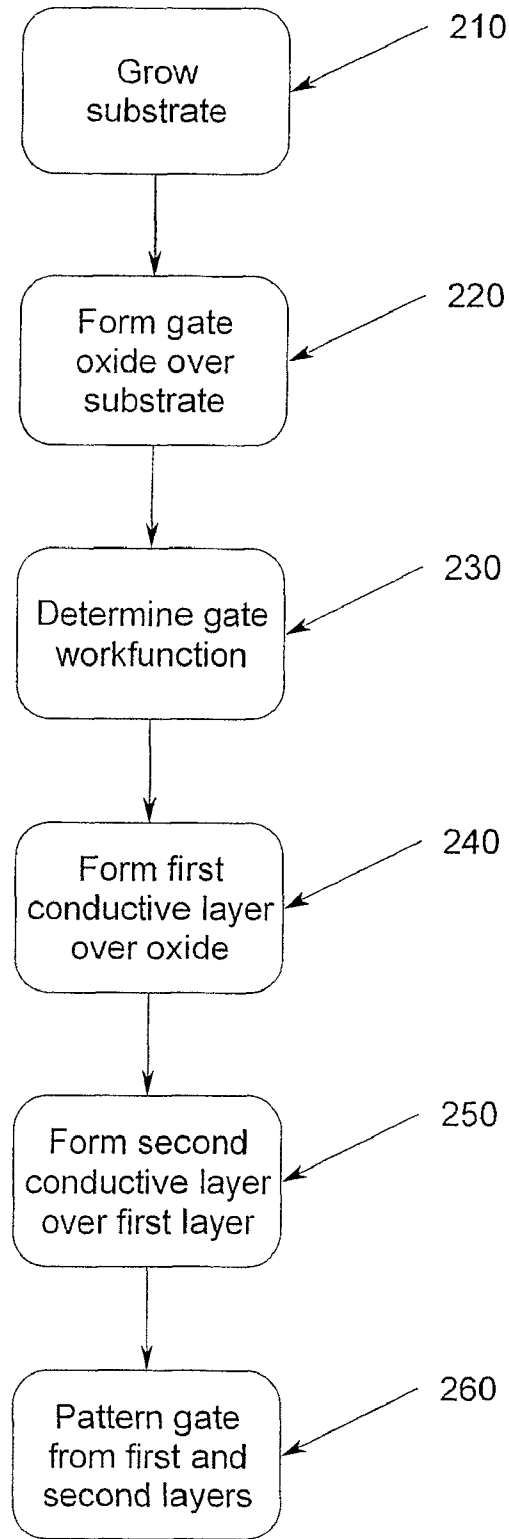 210
Grow
substrate
220
Form gate
oxide over
substrate
230
Determine gate
workfunction
240
Form first
conductive layer
over oxide
250
Form second
conductive layer
over first layer
260
Pattern gate
from first and
second layers